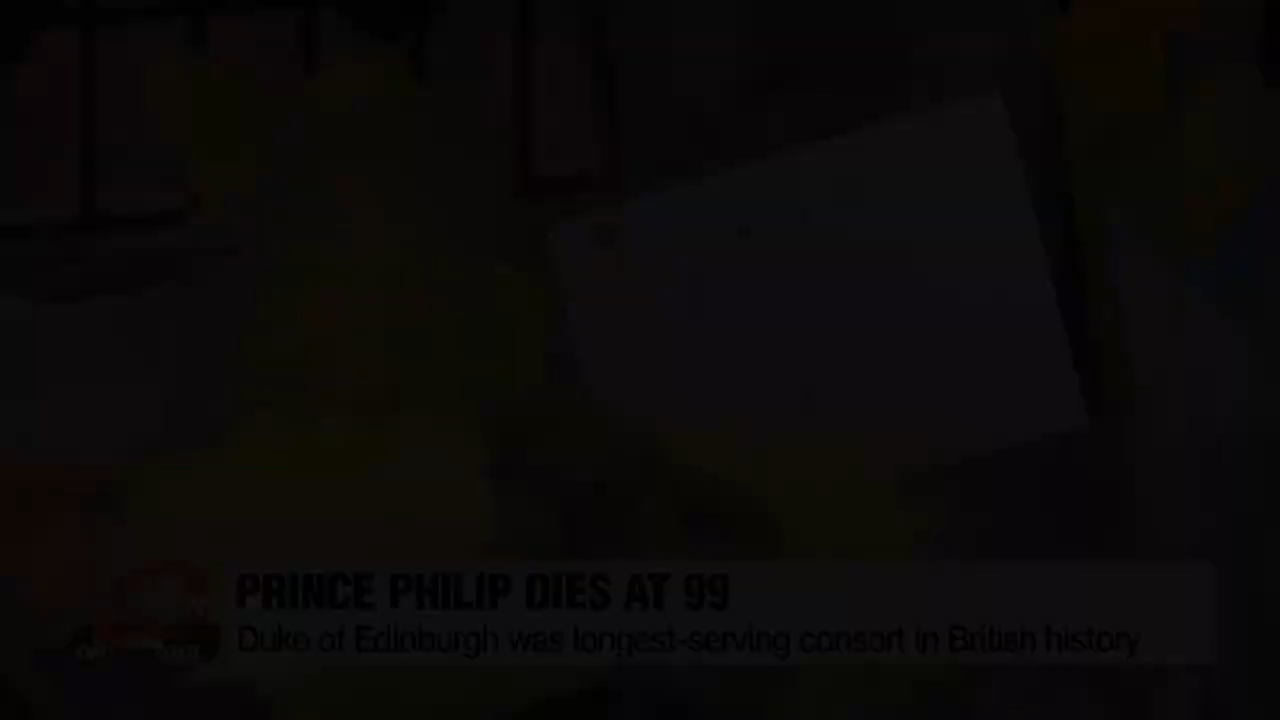 PRINCE PHILIP DIES AT 99
Duke of Edinburgh was longest-serving consort in British history